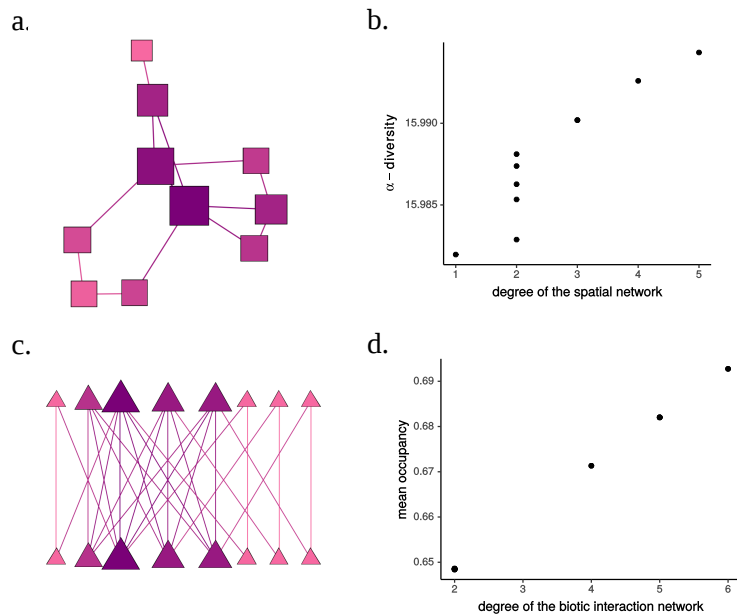 a.
b.
15.990
15.985
α – diversity
1 2 3 4 5
degree of the spatial network
c.
d.
0.69
0.68
0.67
0.66
0.65
mean occupancy
2 3 4 5 6
degree of the biotic interaction network